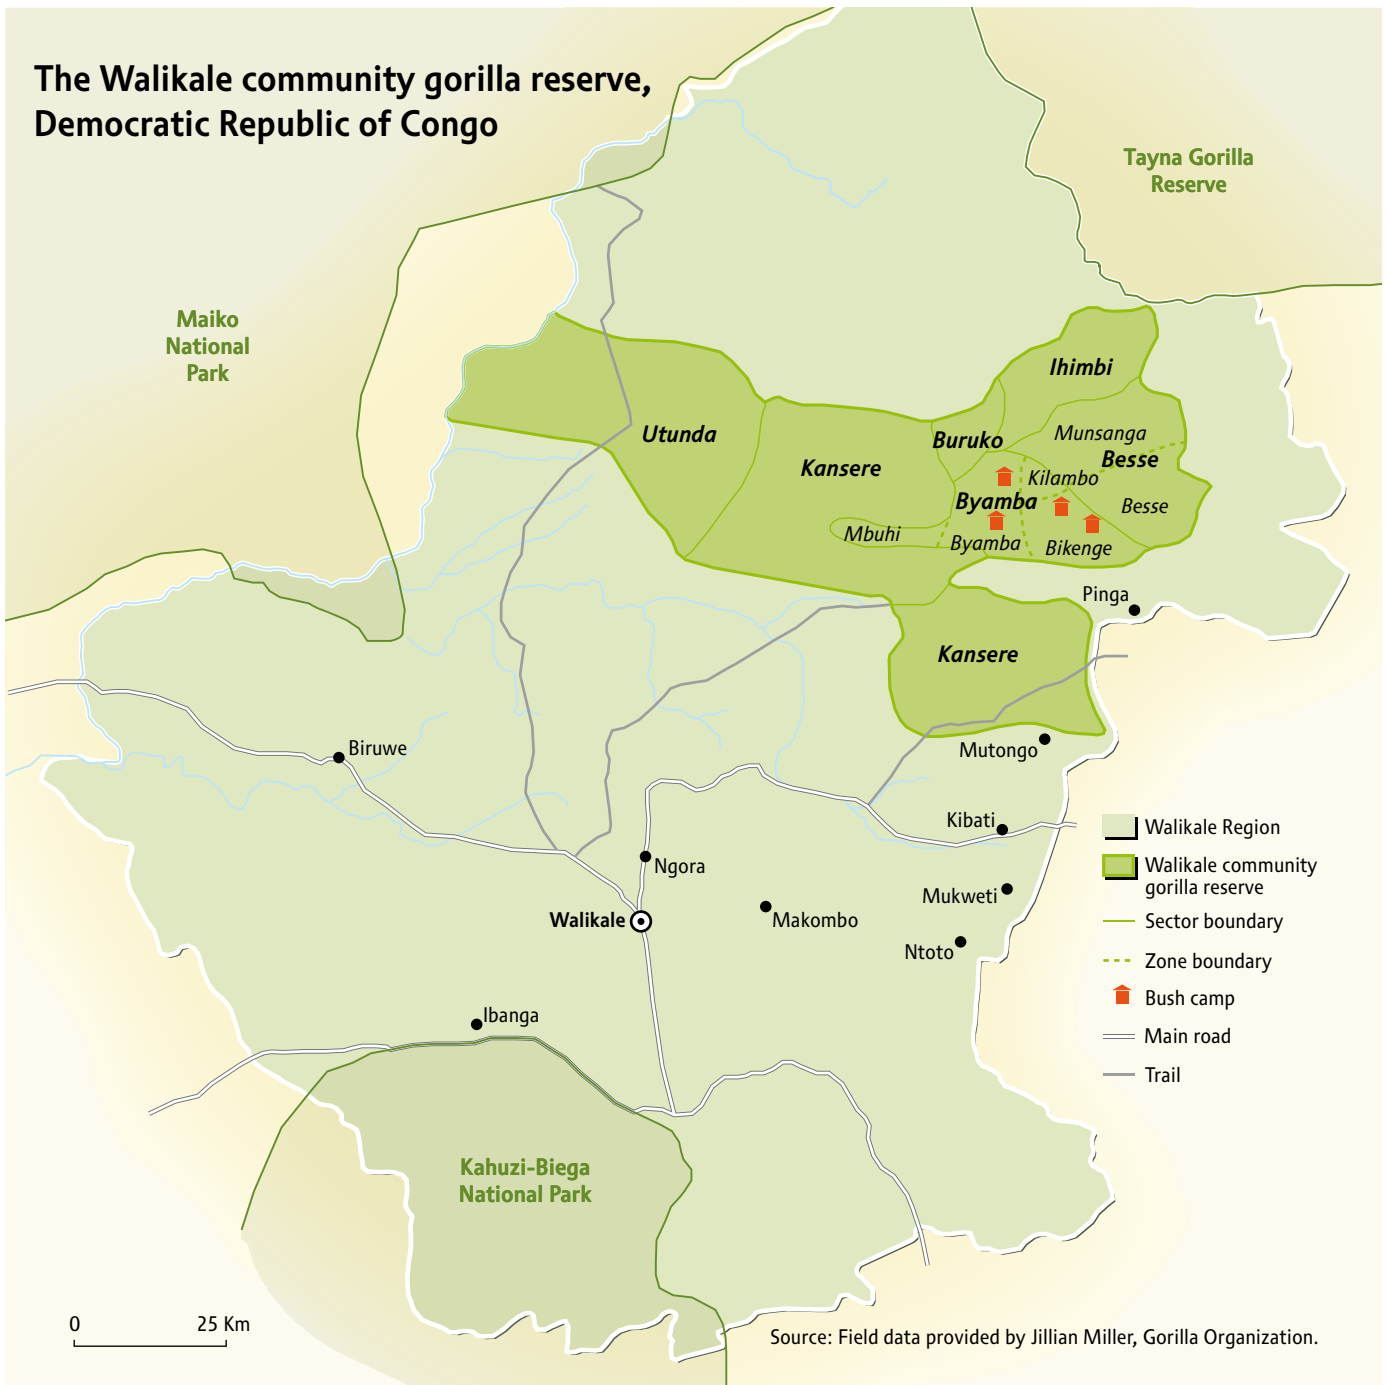 The Walikale community gorilla reserve,
Democratic Republic of Congo
Tayna Gorilla
Reserve
Maiko
National
Park
Ihimbi
Utunda
Buruko
Munsanga
Besse
Kansere
Kilambo
Byamba
Besse
Mbuhi
Byamba
Bikenge
Pinga
Kansere
Biruwe
Mutongo
Kibati
Ngora
Mukweti
Walikale
Makombo
Ntoto
Ibanga
Kahuzi-Biega
National Park
Walikale Region
Walikale community
gorilla reserve
Sector boundary
Zone boundary
Bush camp
Main road
Trail
0 25 Km
Source: Field data provided by Jillian Miller, Gorilla Organization.